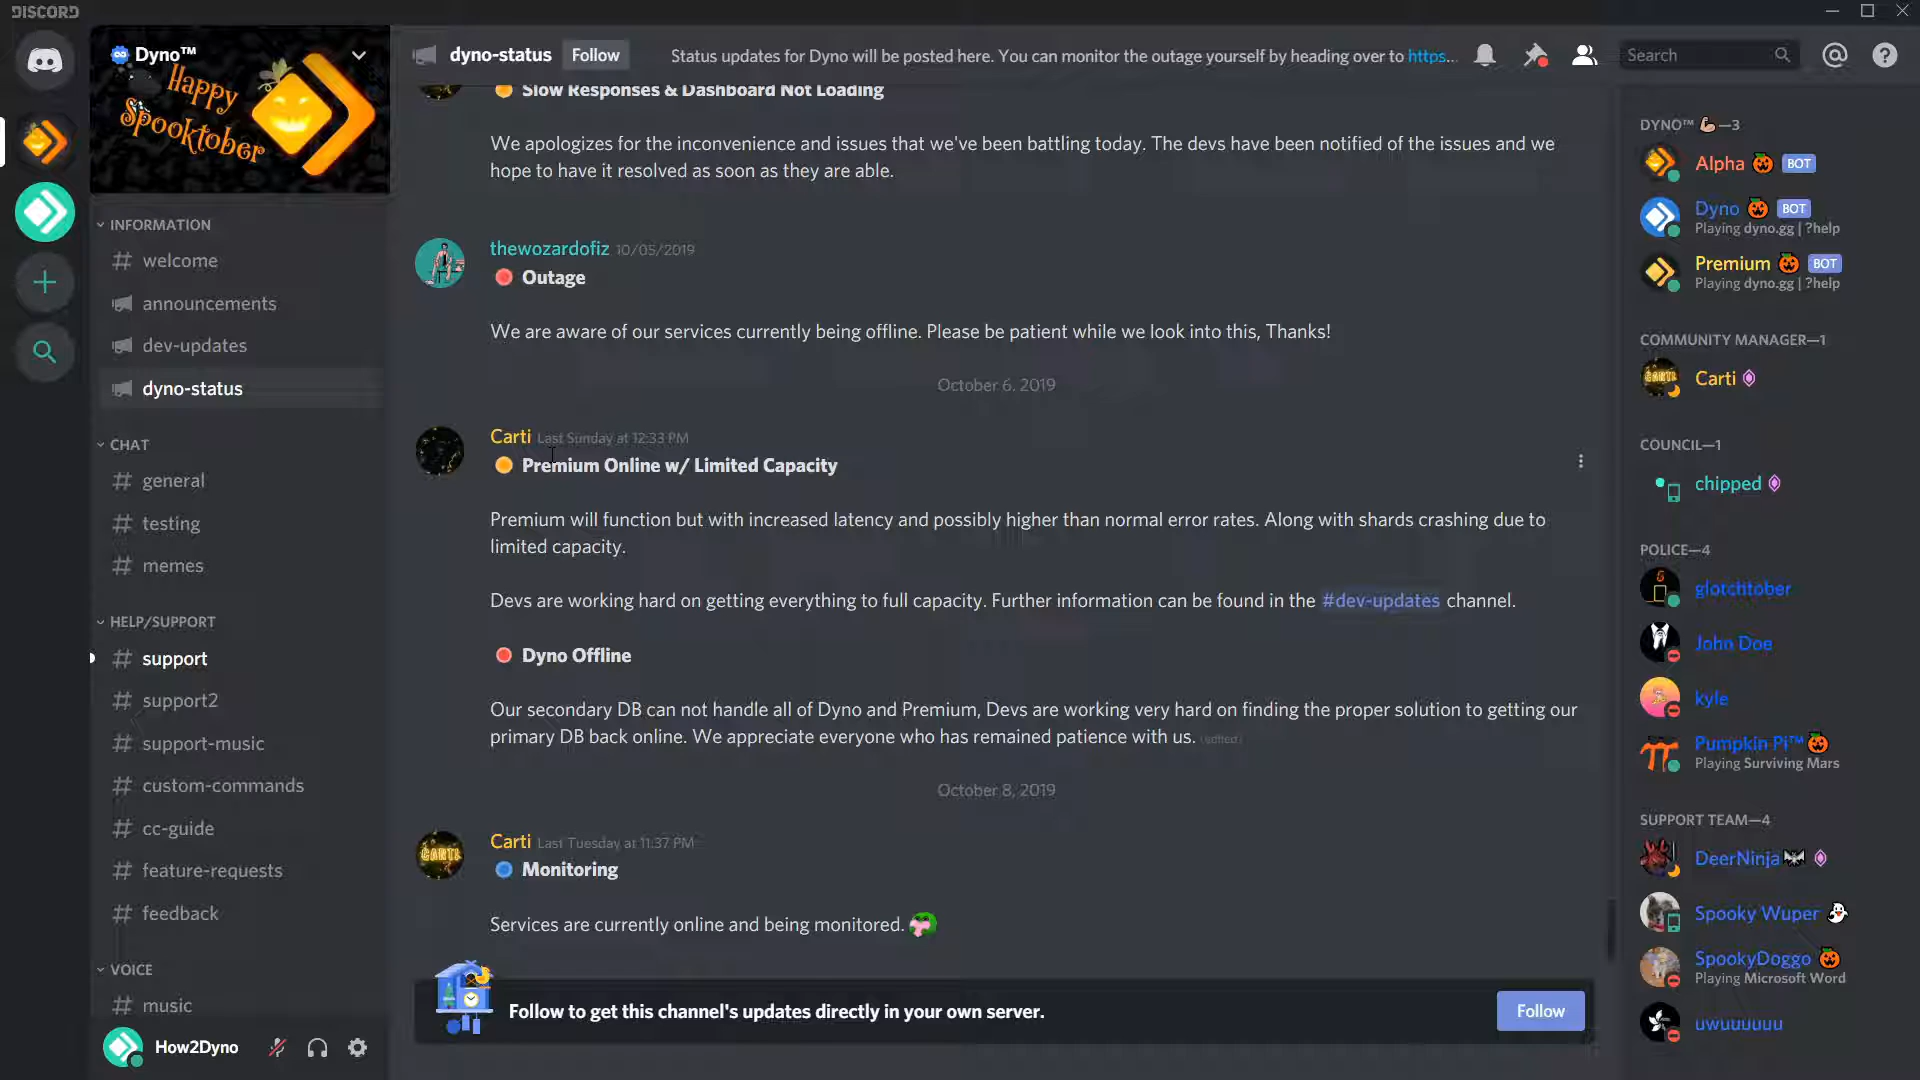 DISCORD
Dyno™
Happy
Spooktober
INFORMATION
welcome
announcements
dev-updates
dyno-status
CHAT
general
testing
memes
HELP/SUPPORT
support
support2
support-music
custom-commands
cc-guide
feature-requests
feedback
VOICE
music
How2Dyno
dyno-status
Follow
Status updates for Dyno will be posted here. You can monitor the outage yourself by heading over to https...
Search
Slow Responses & Dashboard Not Loading
We apologizes for the inconvenience and issues that we've been battling today. The devs have been notified of the issues and we
hope to have it resolved as soon as they are able.
thewozardofiz 10/05/2019
Outage
We are aware of our services currently being offline. Please be patient while we look into this, Thanks!
October 6, 2019
Carti Last Sunday at 12:33 PM
Premium Online w/ Limited Capacity
Premium will function but with increased latency and possibly higher than normal error rates. Along with shards crashing due to
limited capacity.
Devs are working hard on getting everything to full capacity. Further information can be found in the #dev-updates channel.
Dyno Offline
Our secondary DB can not handle all of Dyno and Premium, Devs are working very hard on finding the proper solution to getting our
primary DB back online. We appreciate everyone who has remained patience with us. (edited)
October 8, 2019
CARTI
Carti Last Tuesday at 11:37 PM
Monitoring
Services are currently online and being monitored.
Follow to get this channel's updates directly in your own server.
Follow
DYNO™ 💪—3
Alpha 🎃 BOT
Dyno 🎃 BOT
Playing dyno.gg | ?help
Premium 🎃 BOT
Playing dyno.gg | ?help
COMMUNITY MANAGER—1
CARTI
Carti
COUNCIL—1
chipped
POLICE—4
glotchtober
John Doe
kyle
Pumpkin Pi™ 🎃
Playing Surviving Mars
SUPPORT TEAM—4
DeerNinja
Spooky Wuper 👻
SpookyDoggo 🎃
Playing Microsoft Word
uwuuuuuu